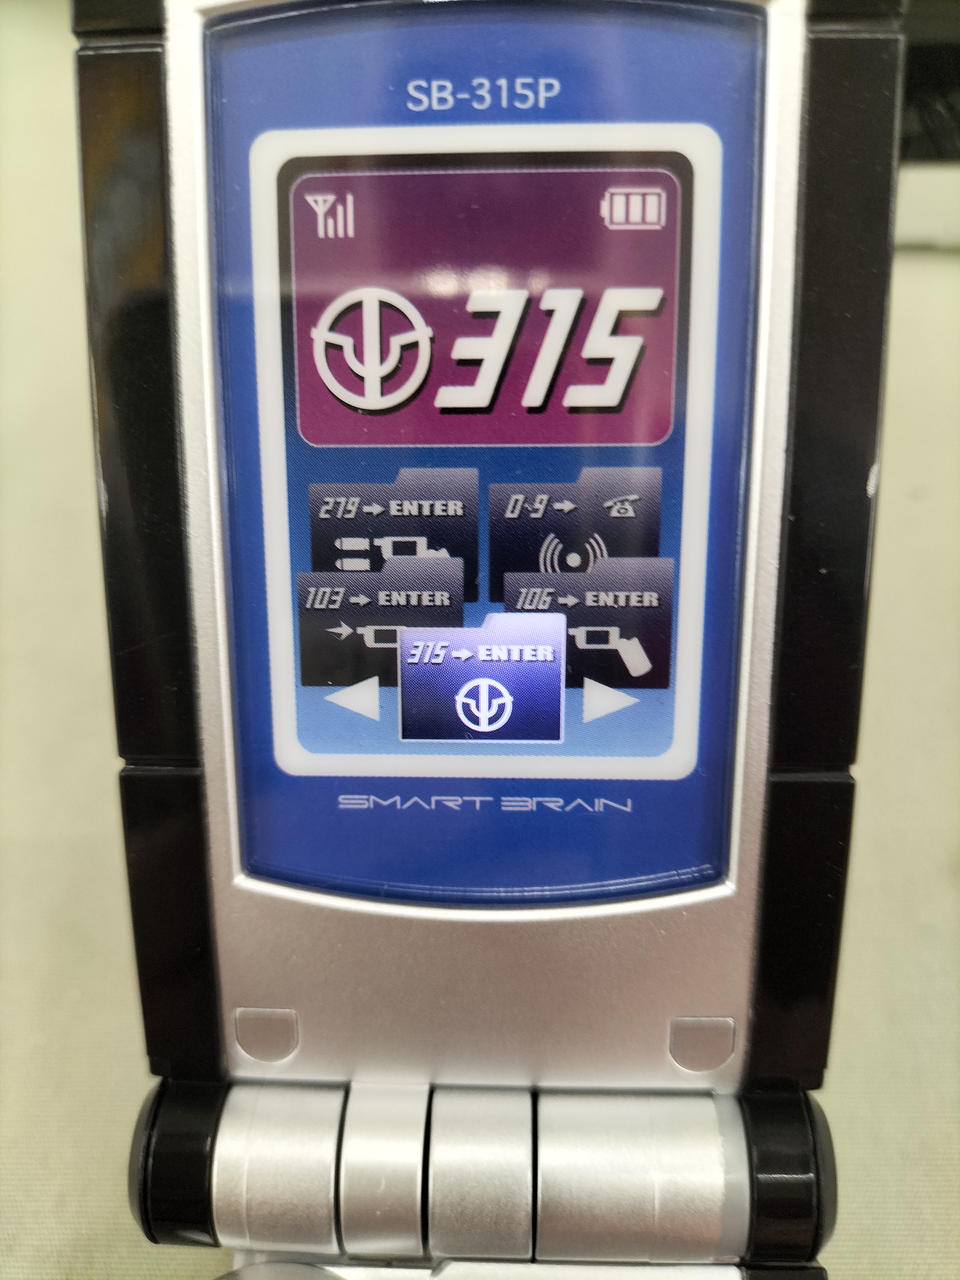 SB-315P
315
279→ENTER
0-9→
103→ENTER
106→ENTER
315→ENTER
SMART BRAIN